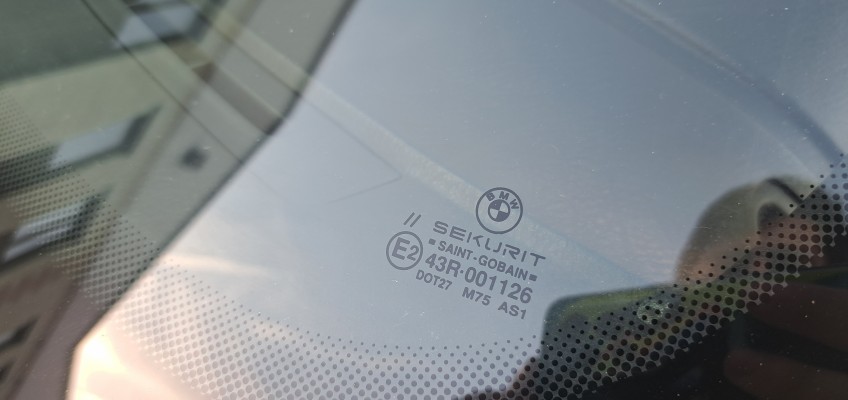 BMW
// SEKURIT
SAINT-GOBAIN
E2 43R-001126
DOT27 M75 AS1